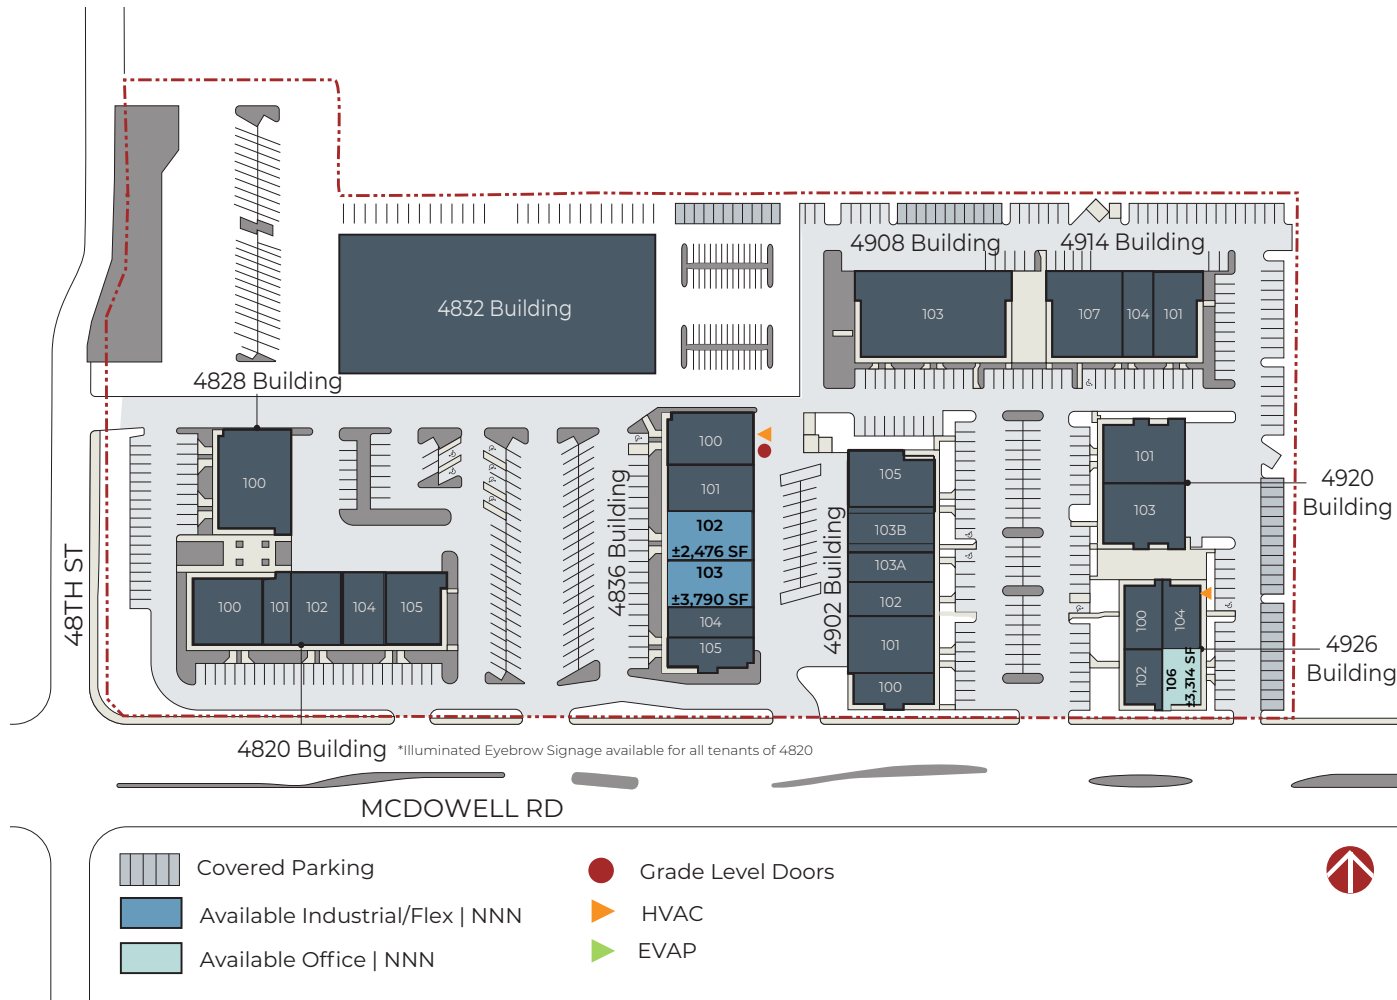 4908 Building
4914 Building
4832 Building
103
107
104
101
4828 Building
100
4836 Building
100
101
102
±2,476 SF
103
±3,790 SF
104
105
4902 Building
105
103B
103A
102
101
100
101
103
4920
Building
100
104
102
106
±3,314 SF
4926
Building
48TH ST
100
101
102
104
105
4820 Building
*Illuminated Eyebrow Signage available for all tenants of 4820
MCDOWELL RD
Covered Parking
Available Industrial/Flex | NNN
Available Office | NNN
Grade Level Doors
HVAC
EVAP